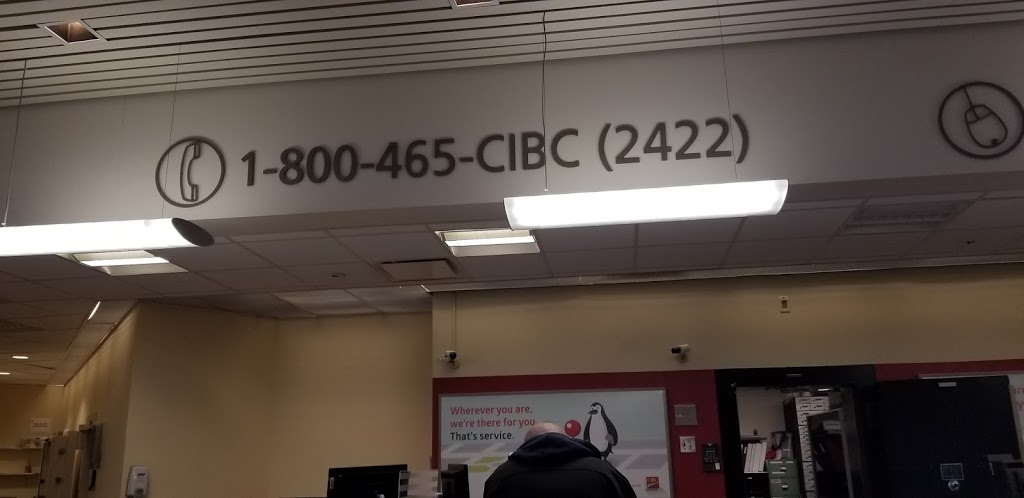 1-800-465-CIBC (2422)
Wherever you are,
we're there for you.
That's service.